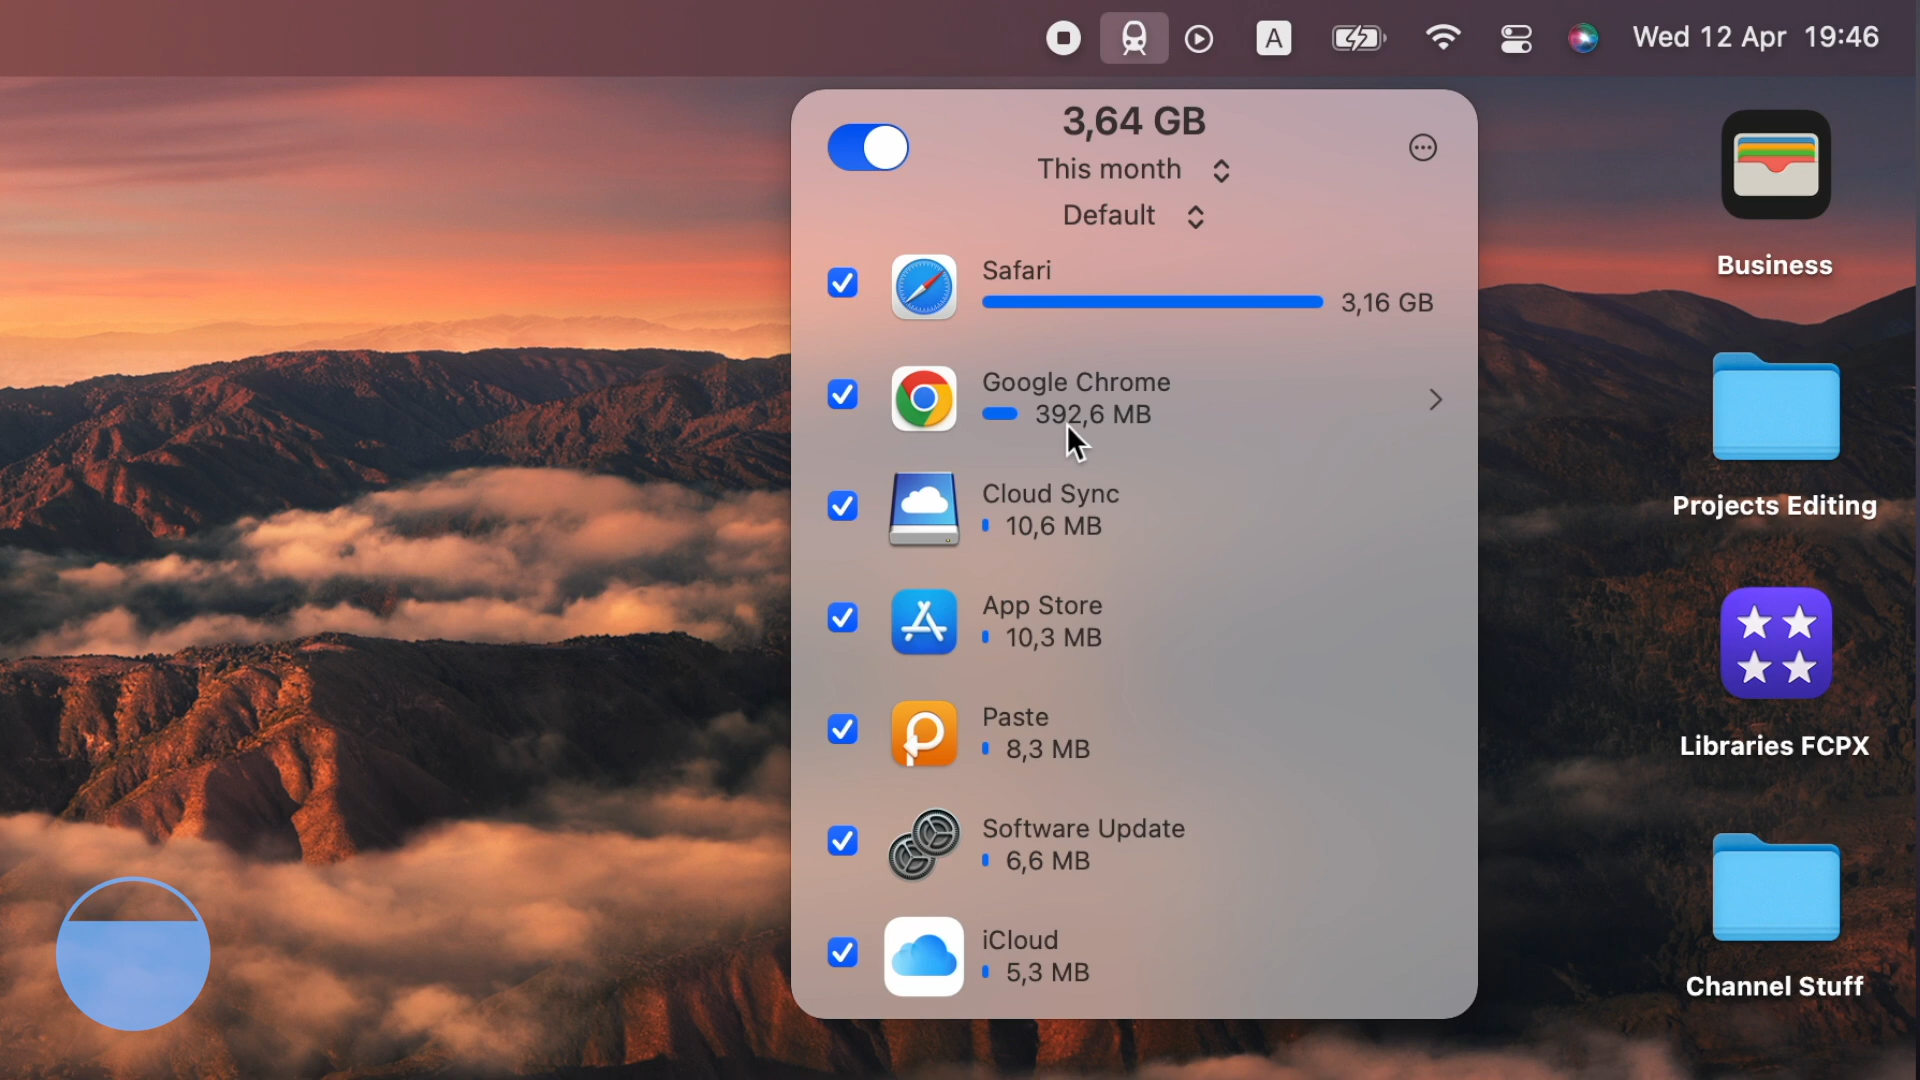 A
Wed 12 Apr 19:46
3,64 GB
This month
Default
Safari
3,16 GB
Google Chrome
392,6 MB
Cloud Sync
10,6 MB
App Store
10,3 MB
Paste
8,3 MB
Software Update
6,6 MB
iCloud
5,3 MB
Business
Projects Editing
Libraries FCPX
Channel Stuff